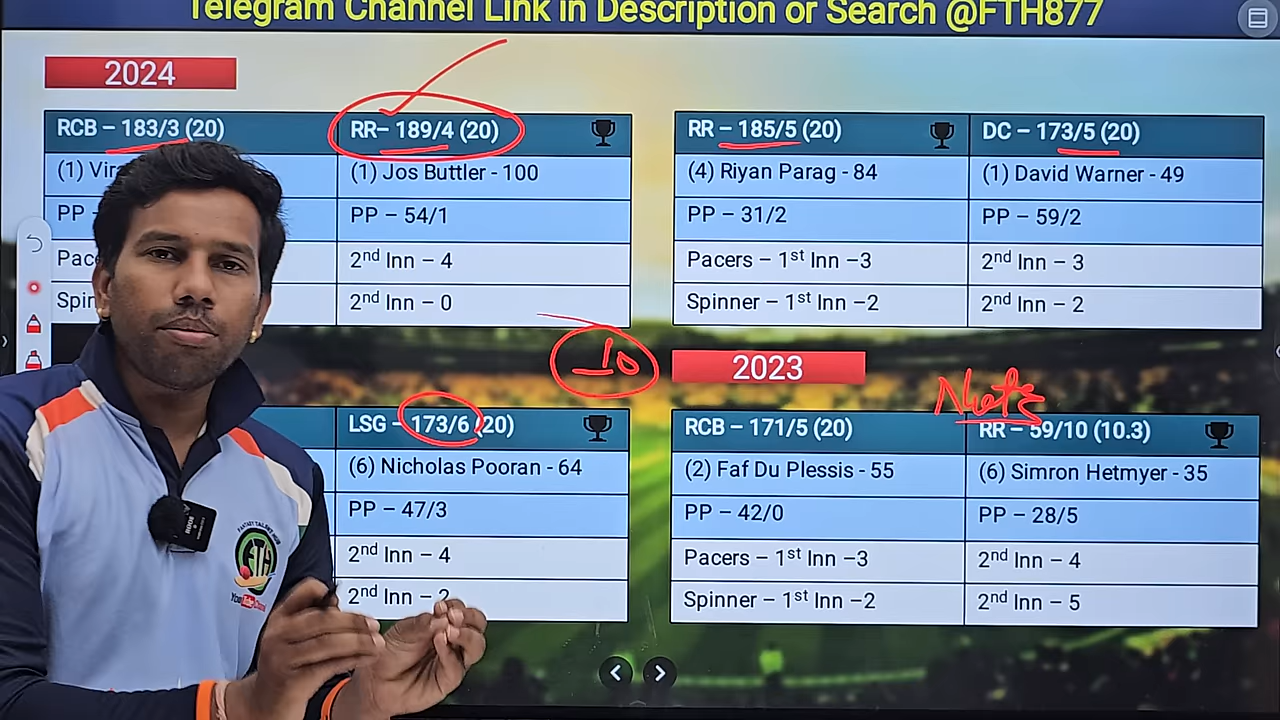 Telegram Channel Link in Description or Search @FTH877
2024
RCB – 183/3 (20)
RR– 189/4 (20)
(1)
(1) Jos Buttler - 100
PP
PP – 54/1
2nd Inn – 4
2nd Inn – 0
RR – 185/5 (20)
DC – 173/5 (20)
(4) Riyan Parag - 84
(1) David Warner - 49
PP – 31/2
PP – 59/2
Pacers – 1st Inn –3
2nd Inn – 3
Spinner – 1st Inn –2
2nd Inn – 2
10
2023
LSG – 173/6 (20)
(6) Nicholas Pooran - 64
PP – 47/3
2nd Inn – 4
2nd Inn – 2
RCB – 171/5 (20)
RR – 59/10 (10.3)
(2) Faf Du Plessis - 55
(6) Simron Hetmyer - 35
PP – 42/0
PP – 28/5
Pacers – 1st Inn –3
2nd Inn – 4
Spinner – 1st Inn –2
2nd Inn – 5
FTH